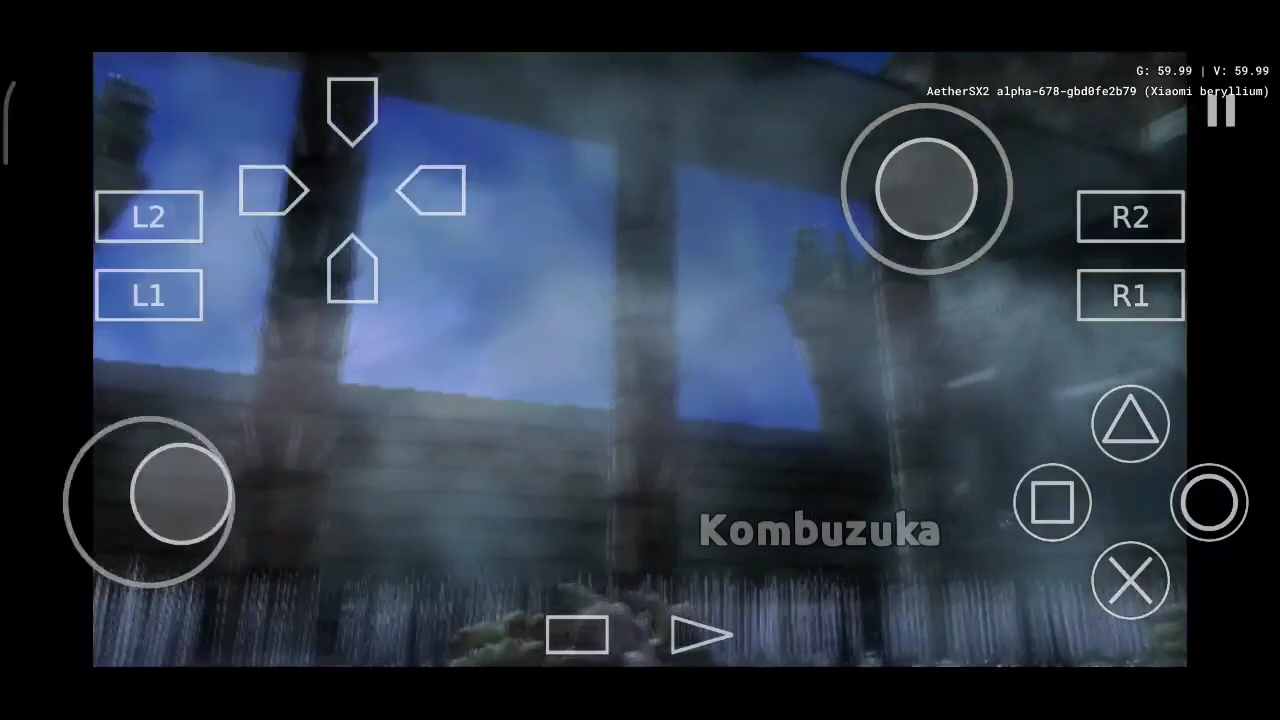 G: 59.99 | V: 59.99
AetherSX2 alpha-678-gbd0fe2b79 (Xiaomi beryllium)
L2
R2
L1
R1
Kombuzuka